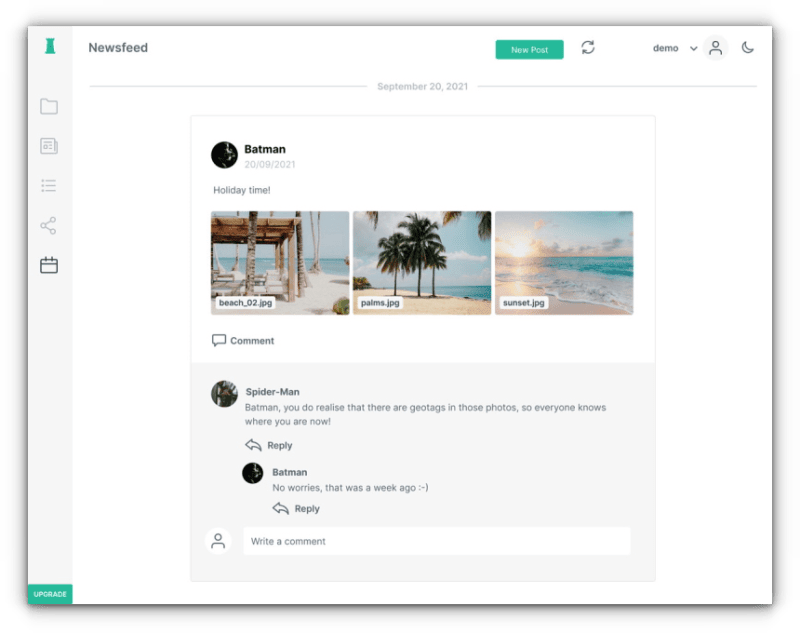 Newsfeed
New Post
demo
September 20, 2021
Batman
20/09/2021
Holiday time!
beach_02.jpg
palms.jpg
sunset.jpg
Comment
Spider-Man
Batman, you do realise that there are geotags in those photos, so everyone knows
where you are now!
Reply
Batman
No worries, that was a week ago :-)
Reply
Write a comment
UPGRADE